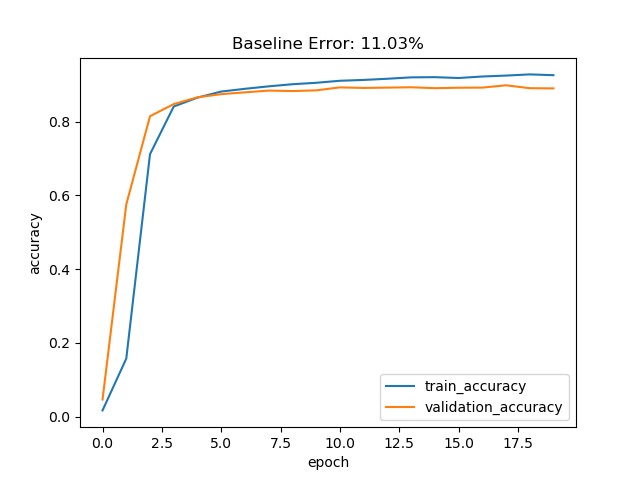 Baseline Error: 11.03%
accuracy
0.8
0.6
0.4
0.2
0.0
train_accuracy
validation_accuracy
0.0 2.5 5.0 7.5 10.0 12.5 15.0 17.5
epoch